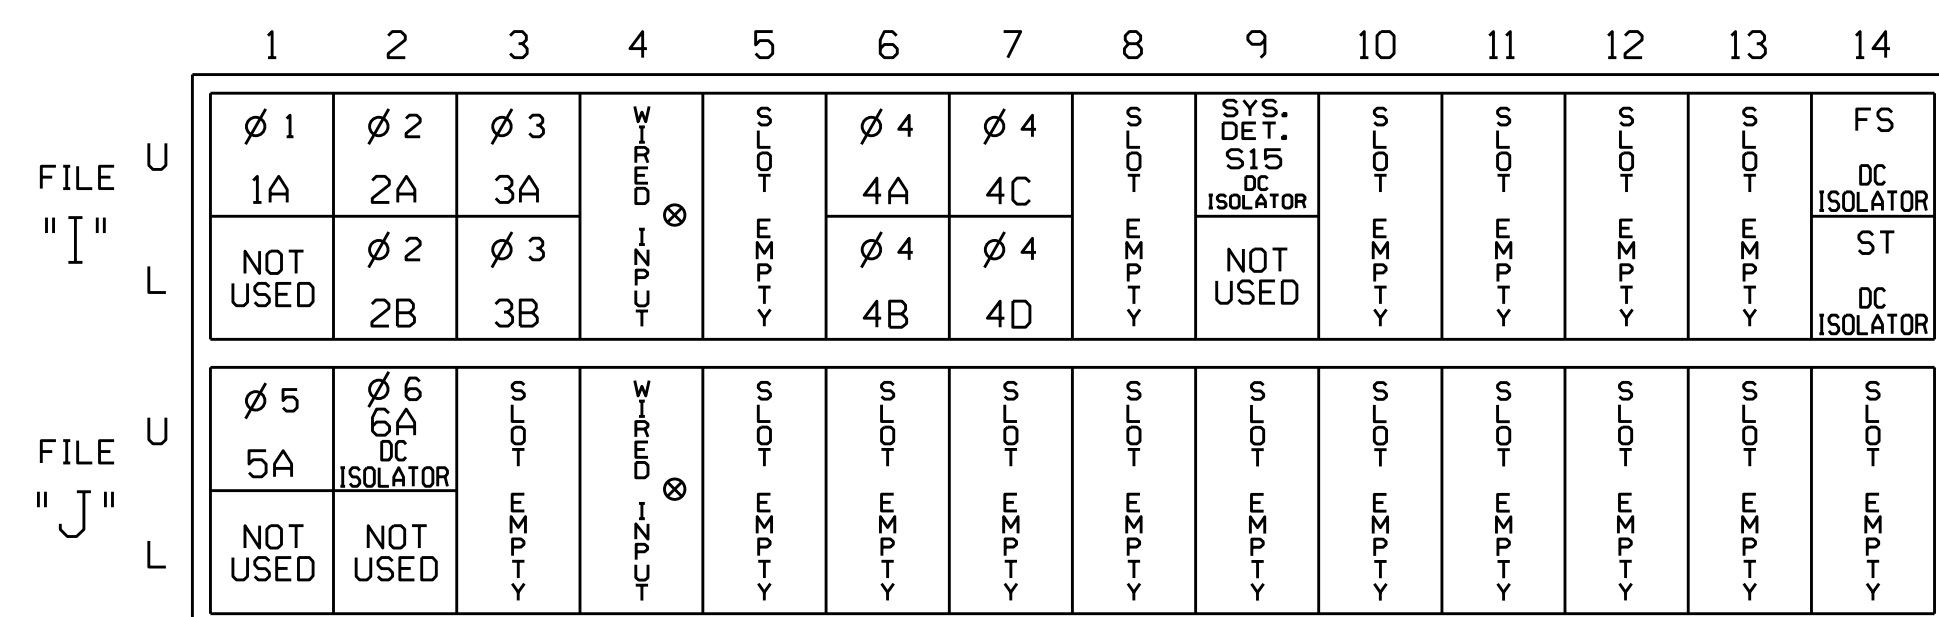 1 2 3 4 5 6 7 8 9 10 11 12 13 14
FILE "I"
U
Ø 1 1A
Ø 2 2A
Ø 3 3A
WIRED INPUT
SLOT EMPTY
Ø 4 4A
Ø 4 4C
SLOT EMPTY
SYS. DET. S15 DC ISOLATOR
SLOT EMPTY
SLOT EMPTY
SLOT EMPTY
SLOT EMPTY
FS DC ISOLATOR
L
NOT USED
Ø 2 2B
Ø 3 3B
Ø 4 4B
Ø 4 4D
NOT USED
ST DC ISOLATOR
FILE "J"
U
Ø 5 5A
Ø 6 6A DC ISOLATOR
SLOT EMPTY
WIRED INPUT
SLOT EMPTY
SLOT EMPTY
SLOT EMPTY
SLOT EMPTY
SLOT EMPTY
SLOT EMPTY
SLOT EMPTY
SLOT EMPTY
SLOT EMPTY
SLOT EMPTY
L
NOT USED
NOT USED